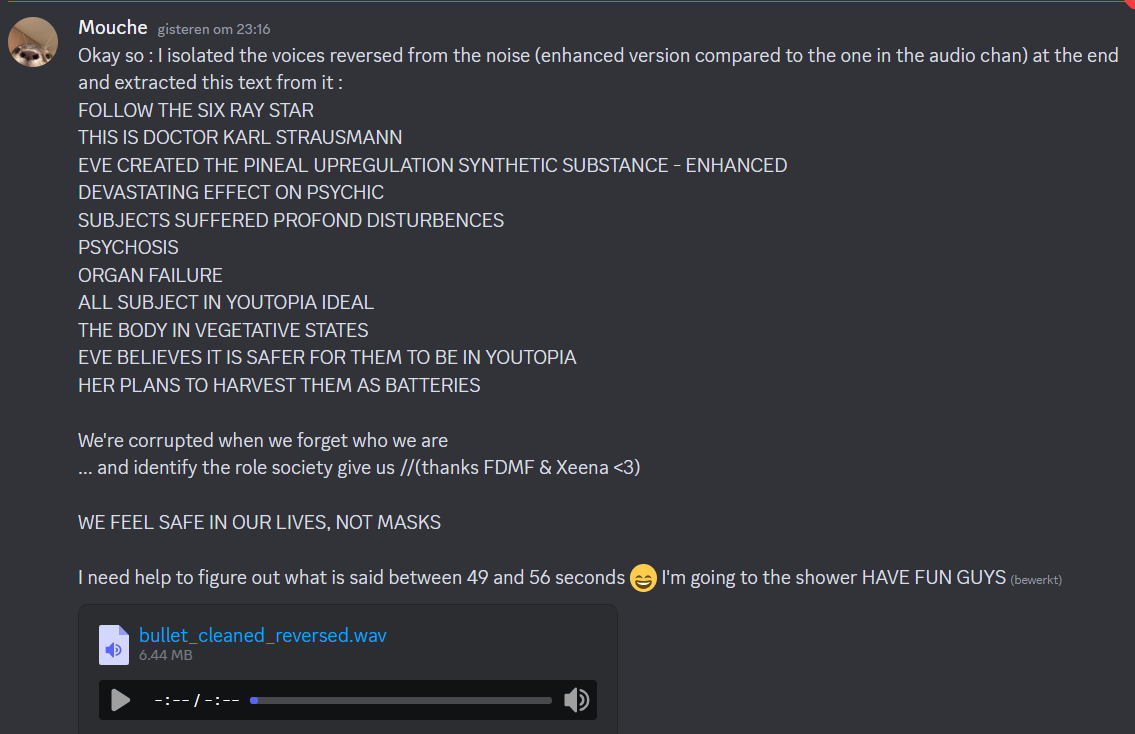 Mouche gisteren om 23:16
Okay so : I isolated the voices reversed from the noise (enhanced version compared to the one in the audio chan) at the end
and extracted this text from it :
FOLLOW THE SIX RAY STAR
THIS IS DOCTOR KARL STRAUSMANN
EVE CREATED THE PINEAL UPREGULATION SYNTHETIC SUBSTANCE - ENHANCED
DEVASTATING EFFECT ON PSYCHIC
SUBJECTS SUFFERED PROFOND DISTURBENCES
PSYCHOSIS
ORGAN FAILURE
ALL SUBJECT IN YOUTOPIA IDEAL
THE BODY IN VEGETATIVE STATES
EVE BELIEVES IT IS SAFER FOR THEM TO BE IN YOUTOPIA
HER PLANS TO HARVEST THEM AS BATTERIES
We're corrupted when we forget who we are
... and identify the role society give us //(thanks FDMF & Xeena <3)
WE FEEL SAFE IN OUR LIVES, NOT MASKS
I need help to figure out what is said between 49 and 56 seconds 😄 I'm going to the shower HAVE FUN GUYS (bewerkt)
bullet_cleaned_reversed.wav
6.44 MB
-:-- / -:--